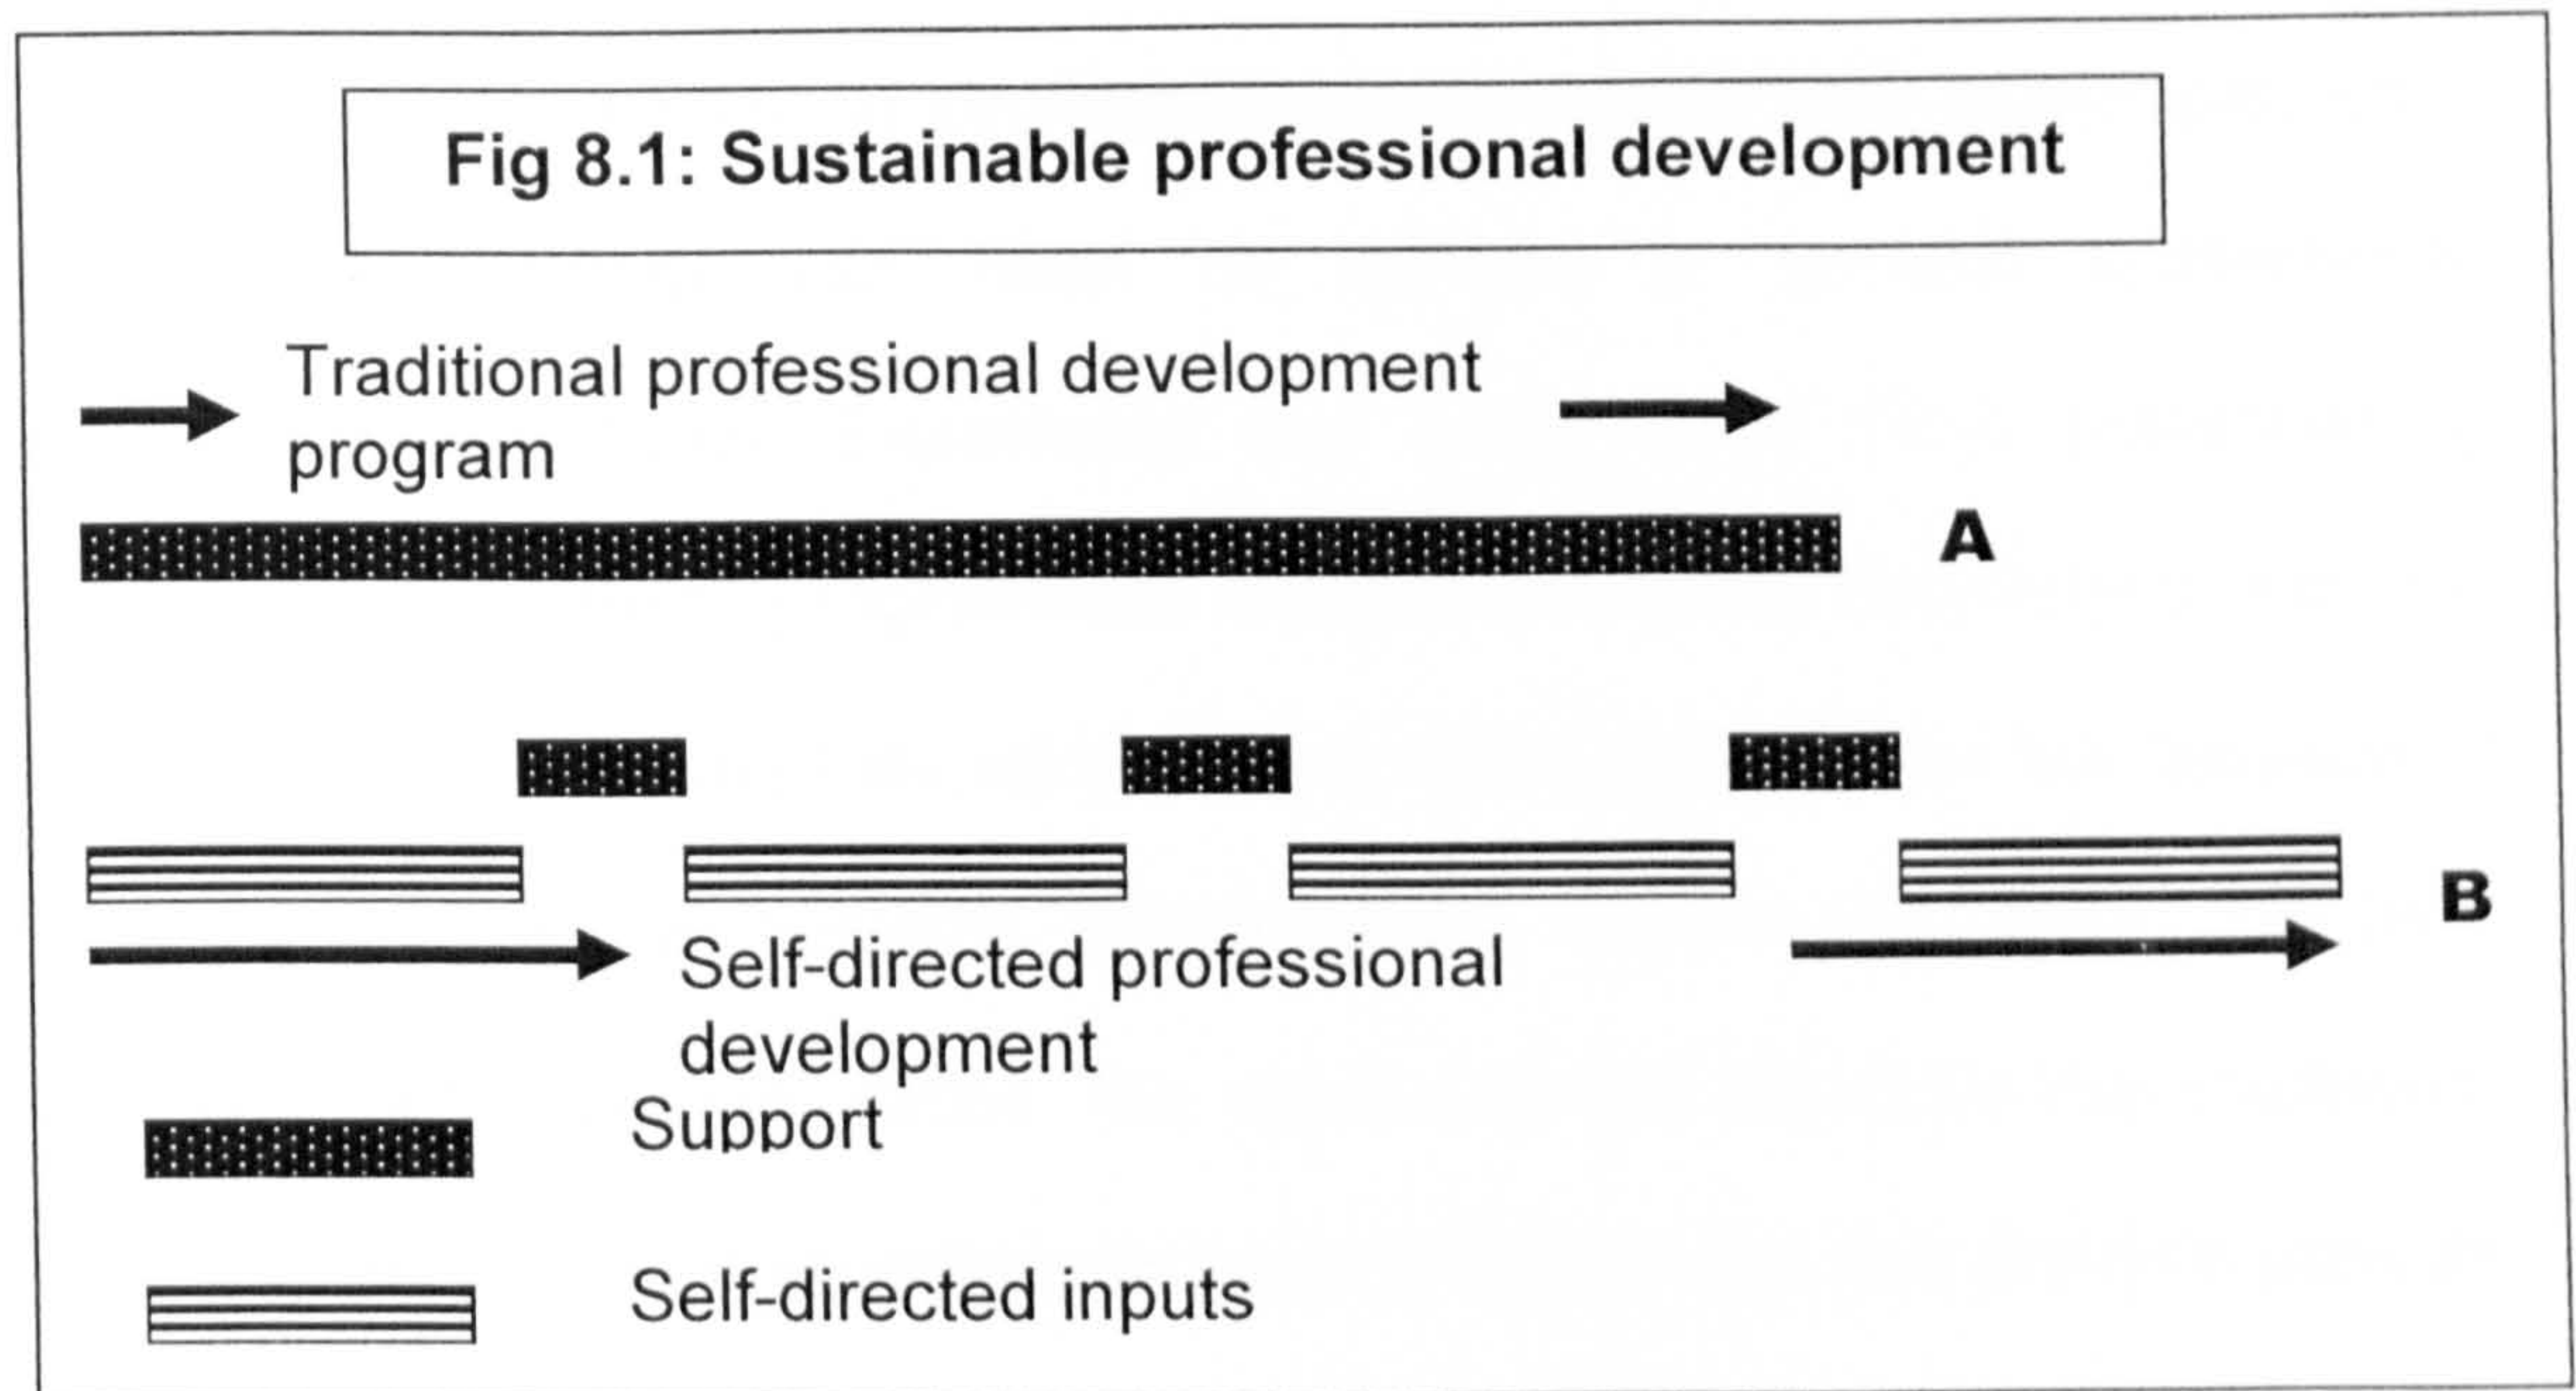 Fig 8.1: Sustainable professional development
Traditional professional development
program
A
B
Self-directed professional
development
Support
Self-directed inputs